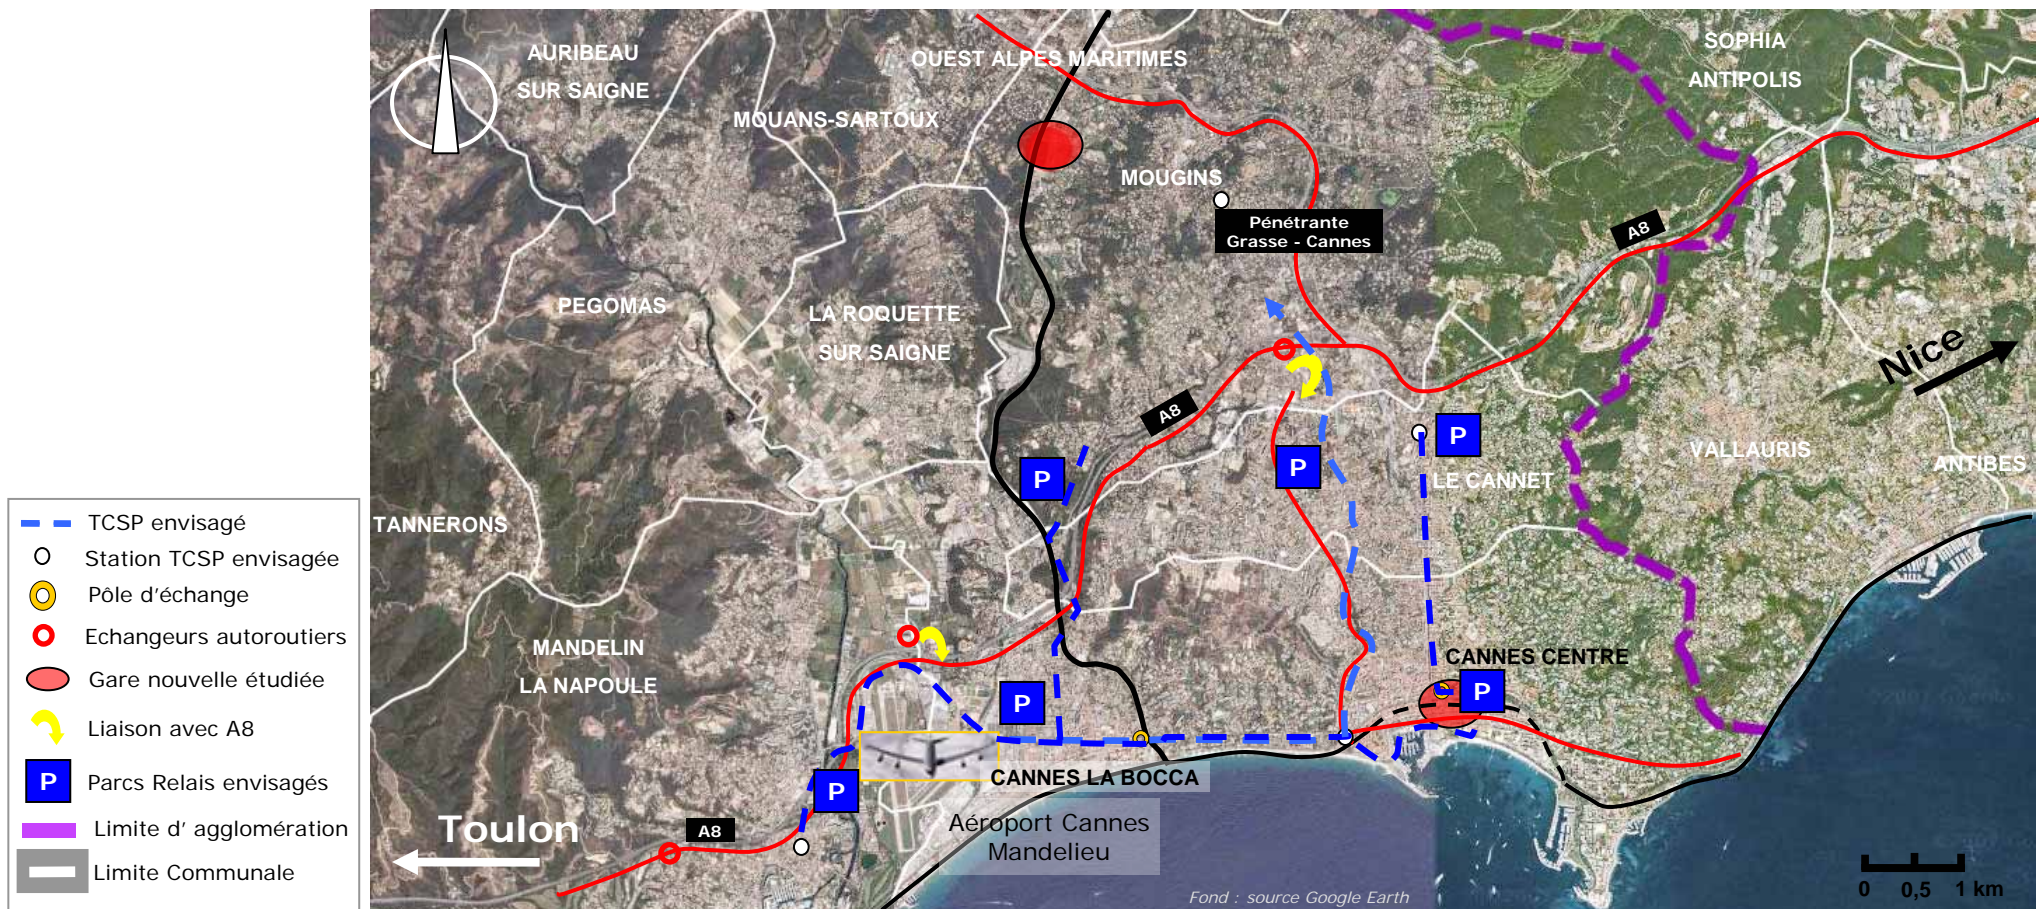 AURIBEAU
SUR SAIGNE
OUEST ALPES MARITIMES
SOPHIA
ANTIPOLIS
MOUANS-SARTOUX
MOUGINS
Pénétrante
Grasse - Cannes
A8
PEGOMAS
LA ROQUETTE
SUR SAIGNE
Nice
A8
P
P
P
VALLAURIS
ANTIBES
LE CANNET
TANNERONS
MANDELIN
LA NAPOULE
CANNES CENTRE
P
P
P
CANNES LA BOCCA
Aéroport Cannes
Mandelieu
Toulon
A8
Fond : source Google Earth
0 0,5 1 km
TCSP envisagé
Station TCSP envisagée
Pôle d'échange
Echangeurs autoroutiers
Gare nouvelle étudiée
Liaison avec A8
P Parcs Relais envisagés
Limite d' agglomération
Limite Communale